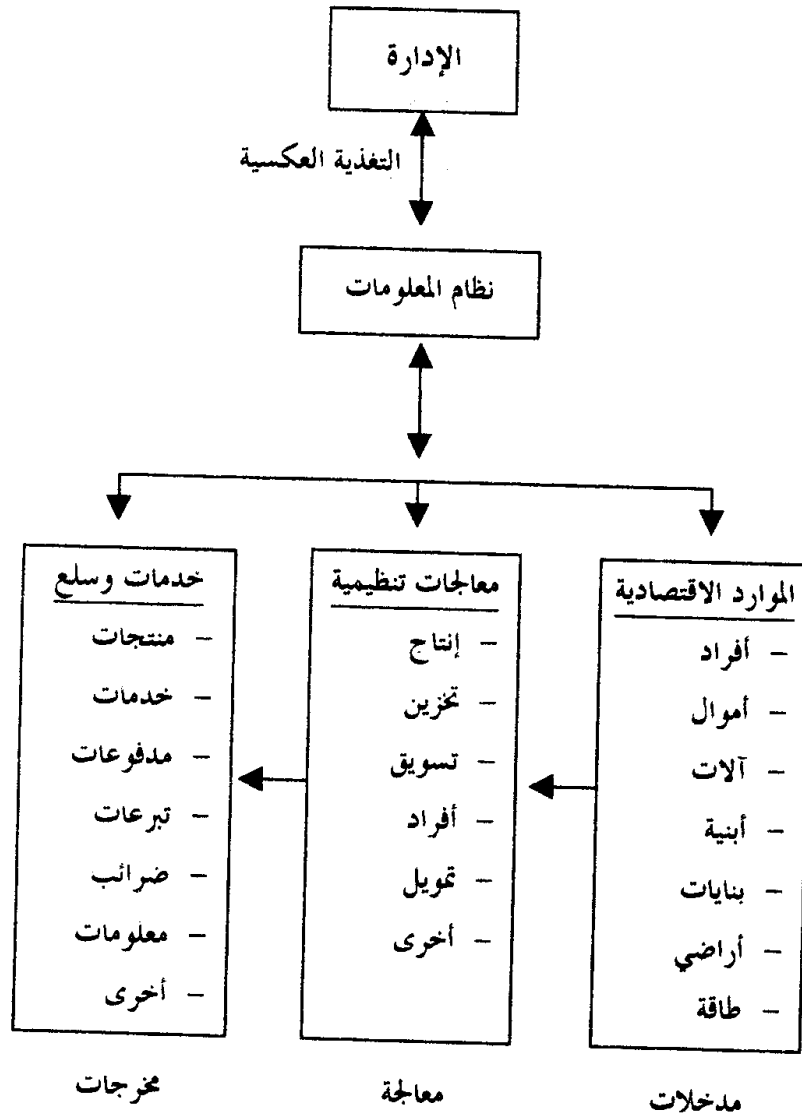 الإدارة
التغذية العكسية
نظام المعلومات
الموارد الاقتصادية
- أفراد
- أموال
- آلات
- أبنية
- بنايات
- أراضي
- طاقة
مدخلات
معالجات تنظيمية
- إنتاج
- تخزين
- تسويق
- أفراد
- تمويل
- أخرى
معالجة
خدمات وسلع
- منتجات
- خدمات
- مدفوعات
- تبرعات
- ضرائب
- معلومات
- أخرى
مخرجات